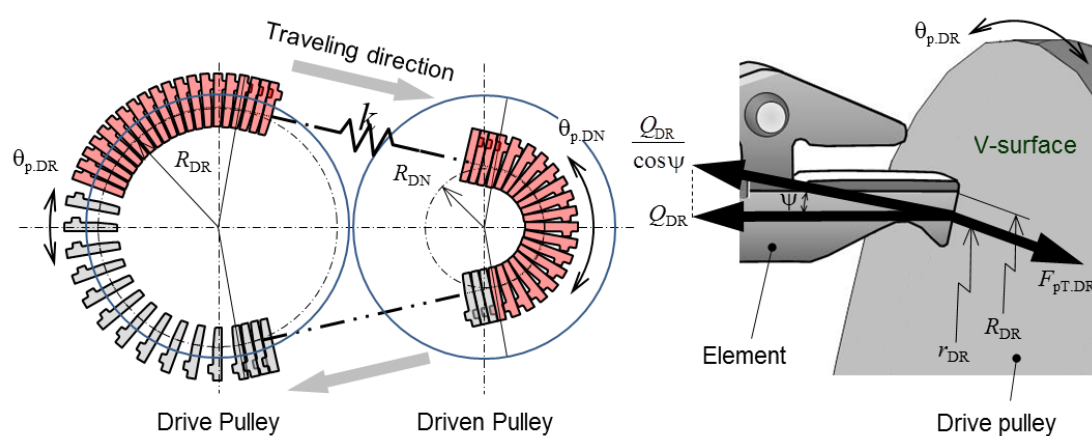 Traveling direction
k
θp.DR
RDR
RDN
θp.DN
Drive Pulley
Driven Pulley
θp.DR
QDR
cosψ
V-surface
ψ
QDR
FpT.DR
RDR
rDR
Element
Drive pulley